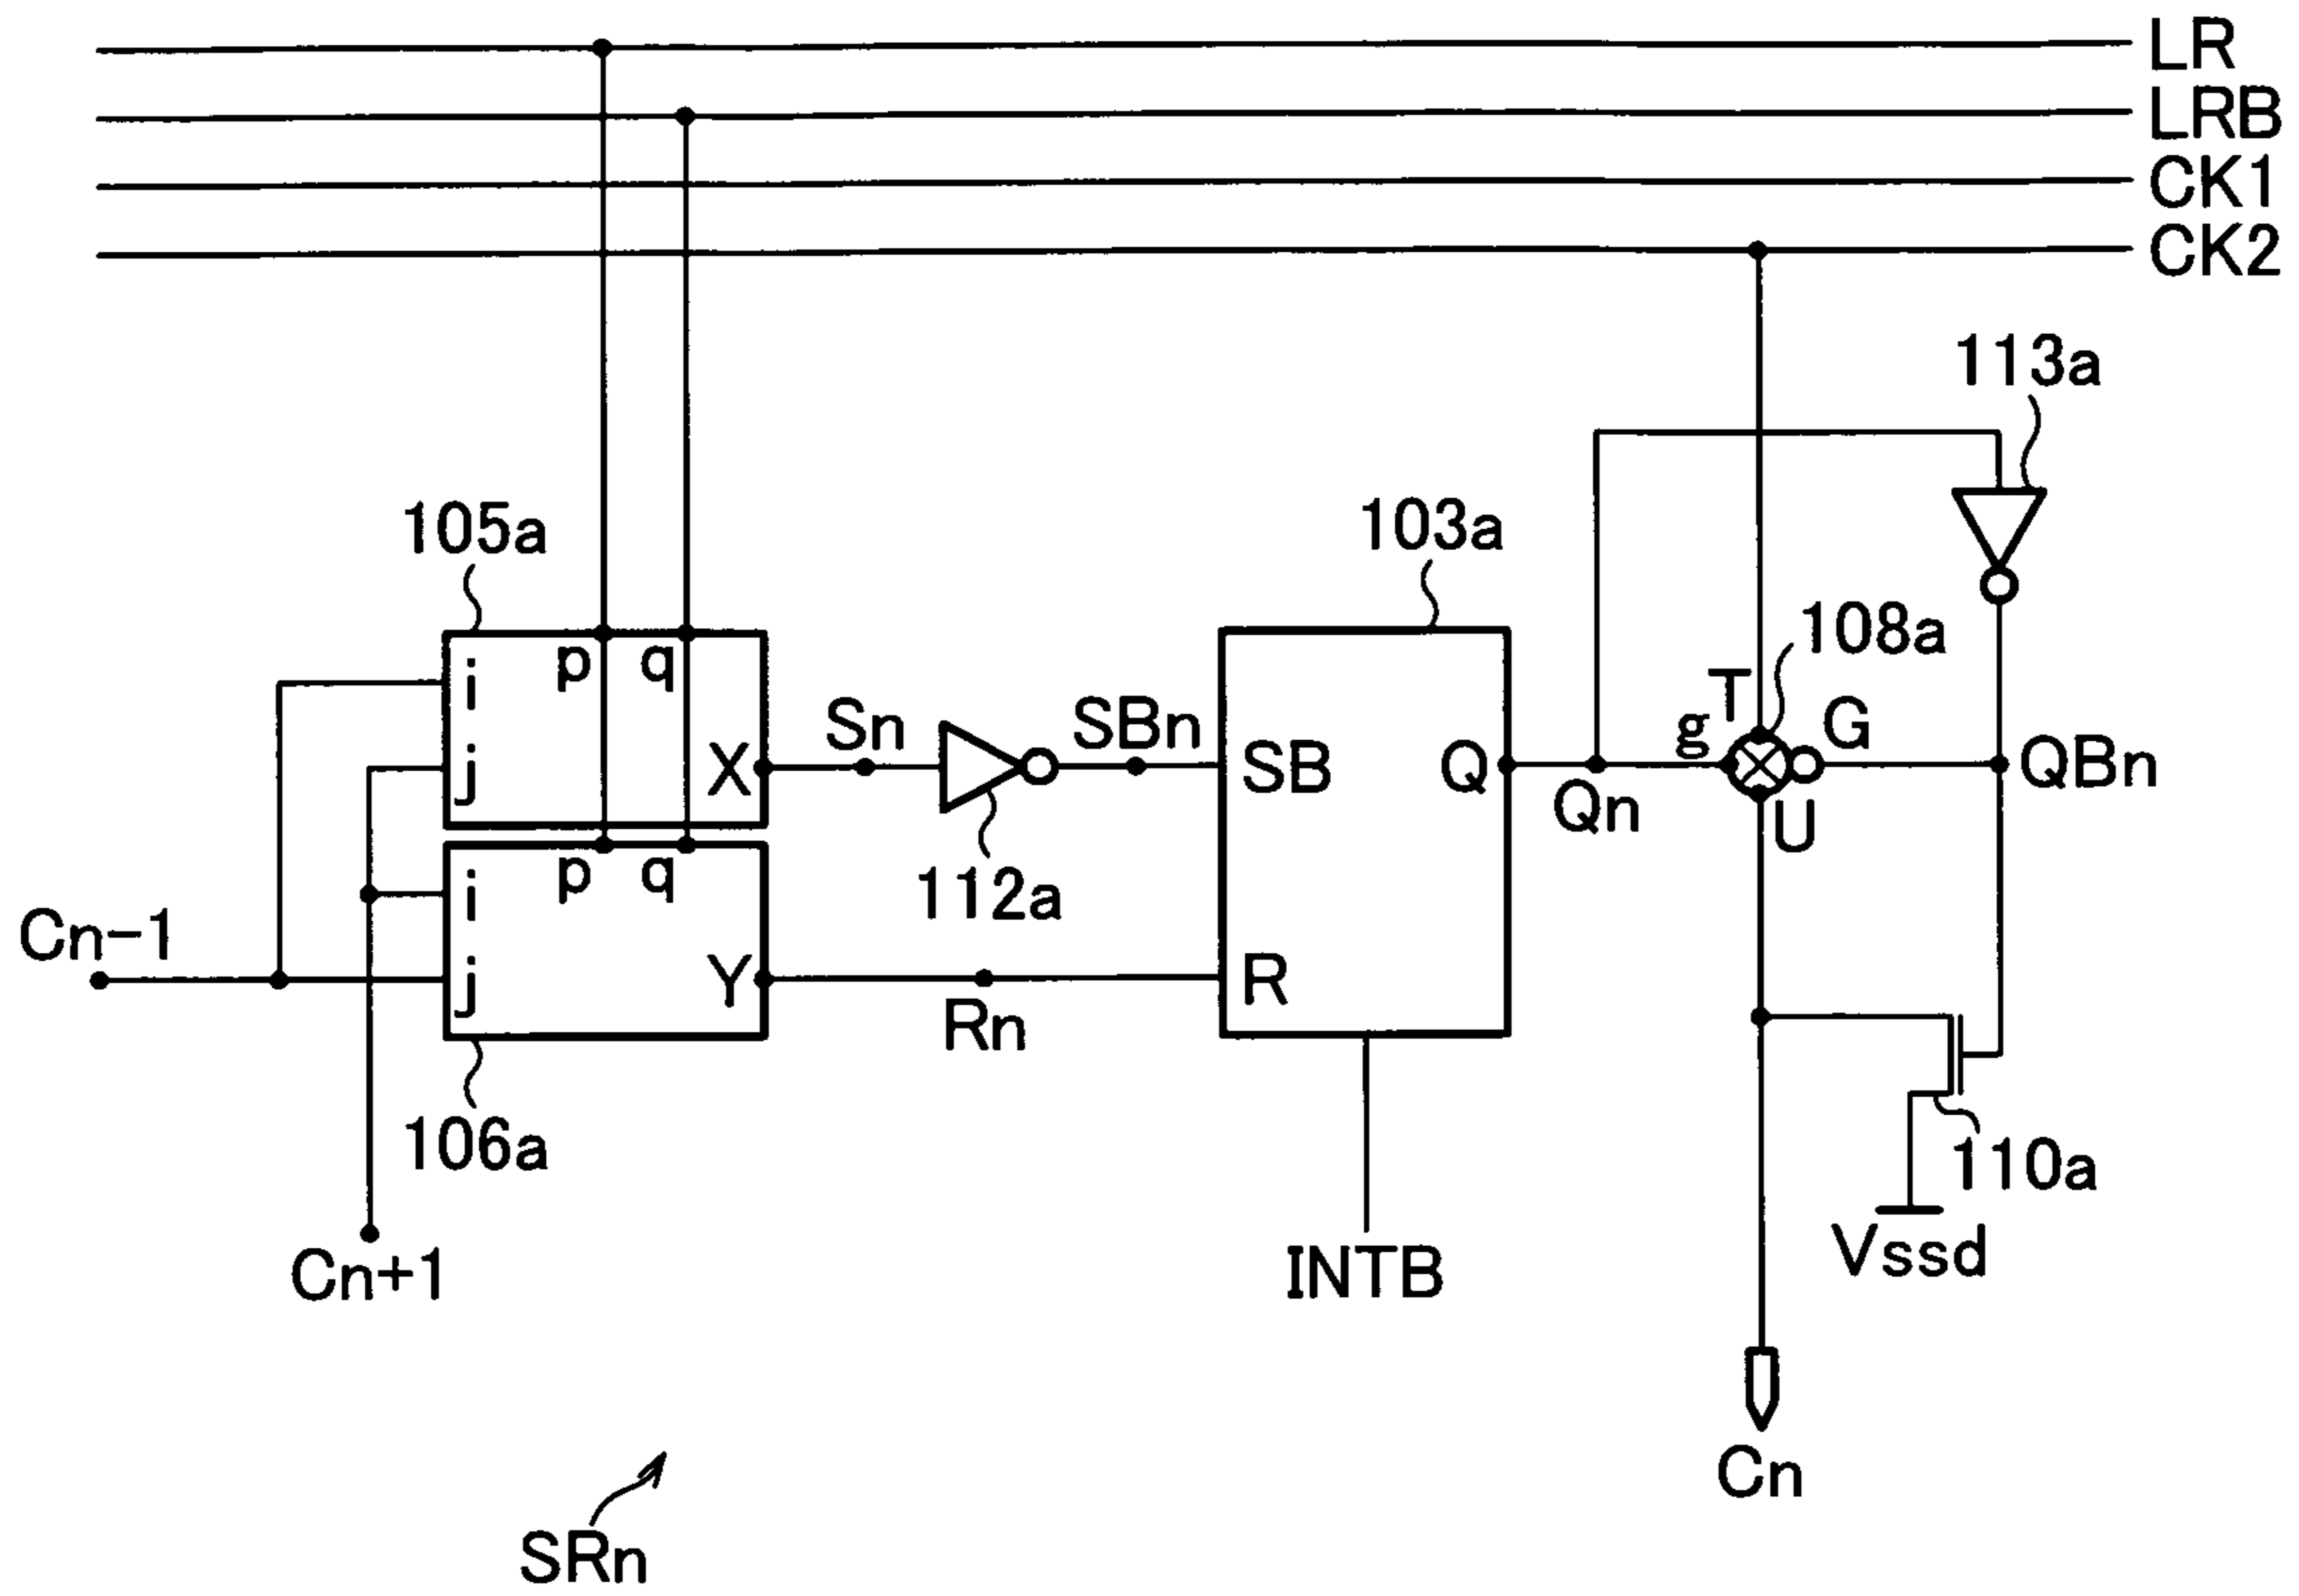 LR
LRB
CK1
CK2
113a
105a
103a
108a
p q
i
j
X
Sn
SBn
SB
Q
Qn
T
g
G
U
QBn
112a
p q
i
j
Y
Cn-1
Rn
R
106a
110a
Cn+1
INTB
Vssd
Cn
SRn